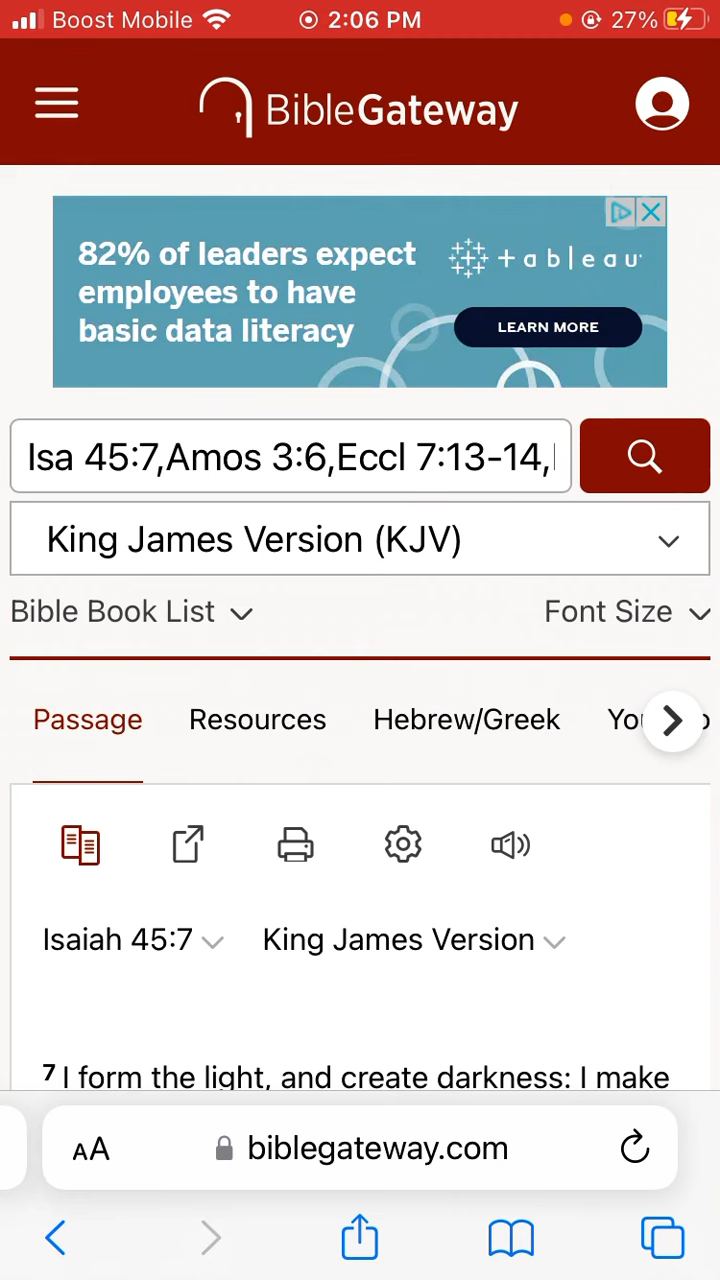 Boost Mobile 2:06 PM 27%
BibleGateway
82% of leaders expect
employees to have
basic data literacy
+ a b | e a u
LEARN MORE
Isa 45:7,Amos 3:6,Eccl 7:13-14,
King James Version (KJV)
Bible Book List Font Size
Passage Resources Hebrew/Greek
Isaiah 45:7 King James Version
7 I form the light, and create darkness: I make
AA biblegateway.com